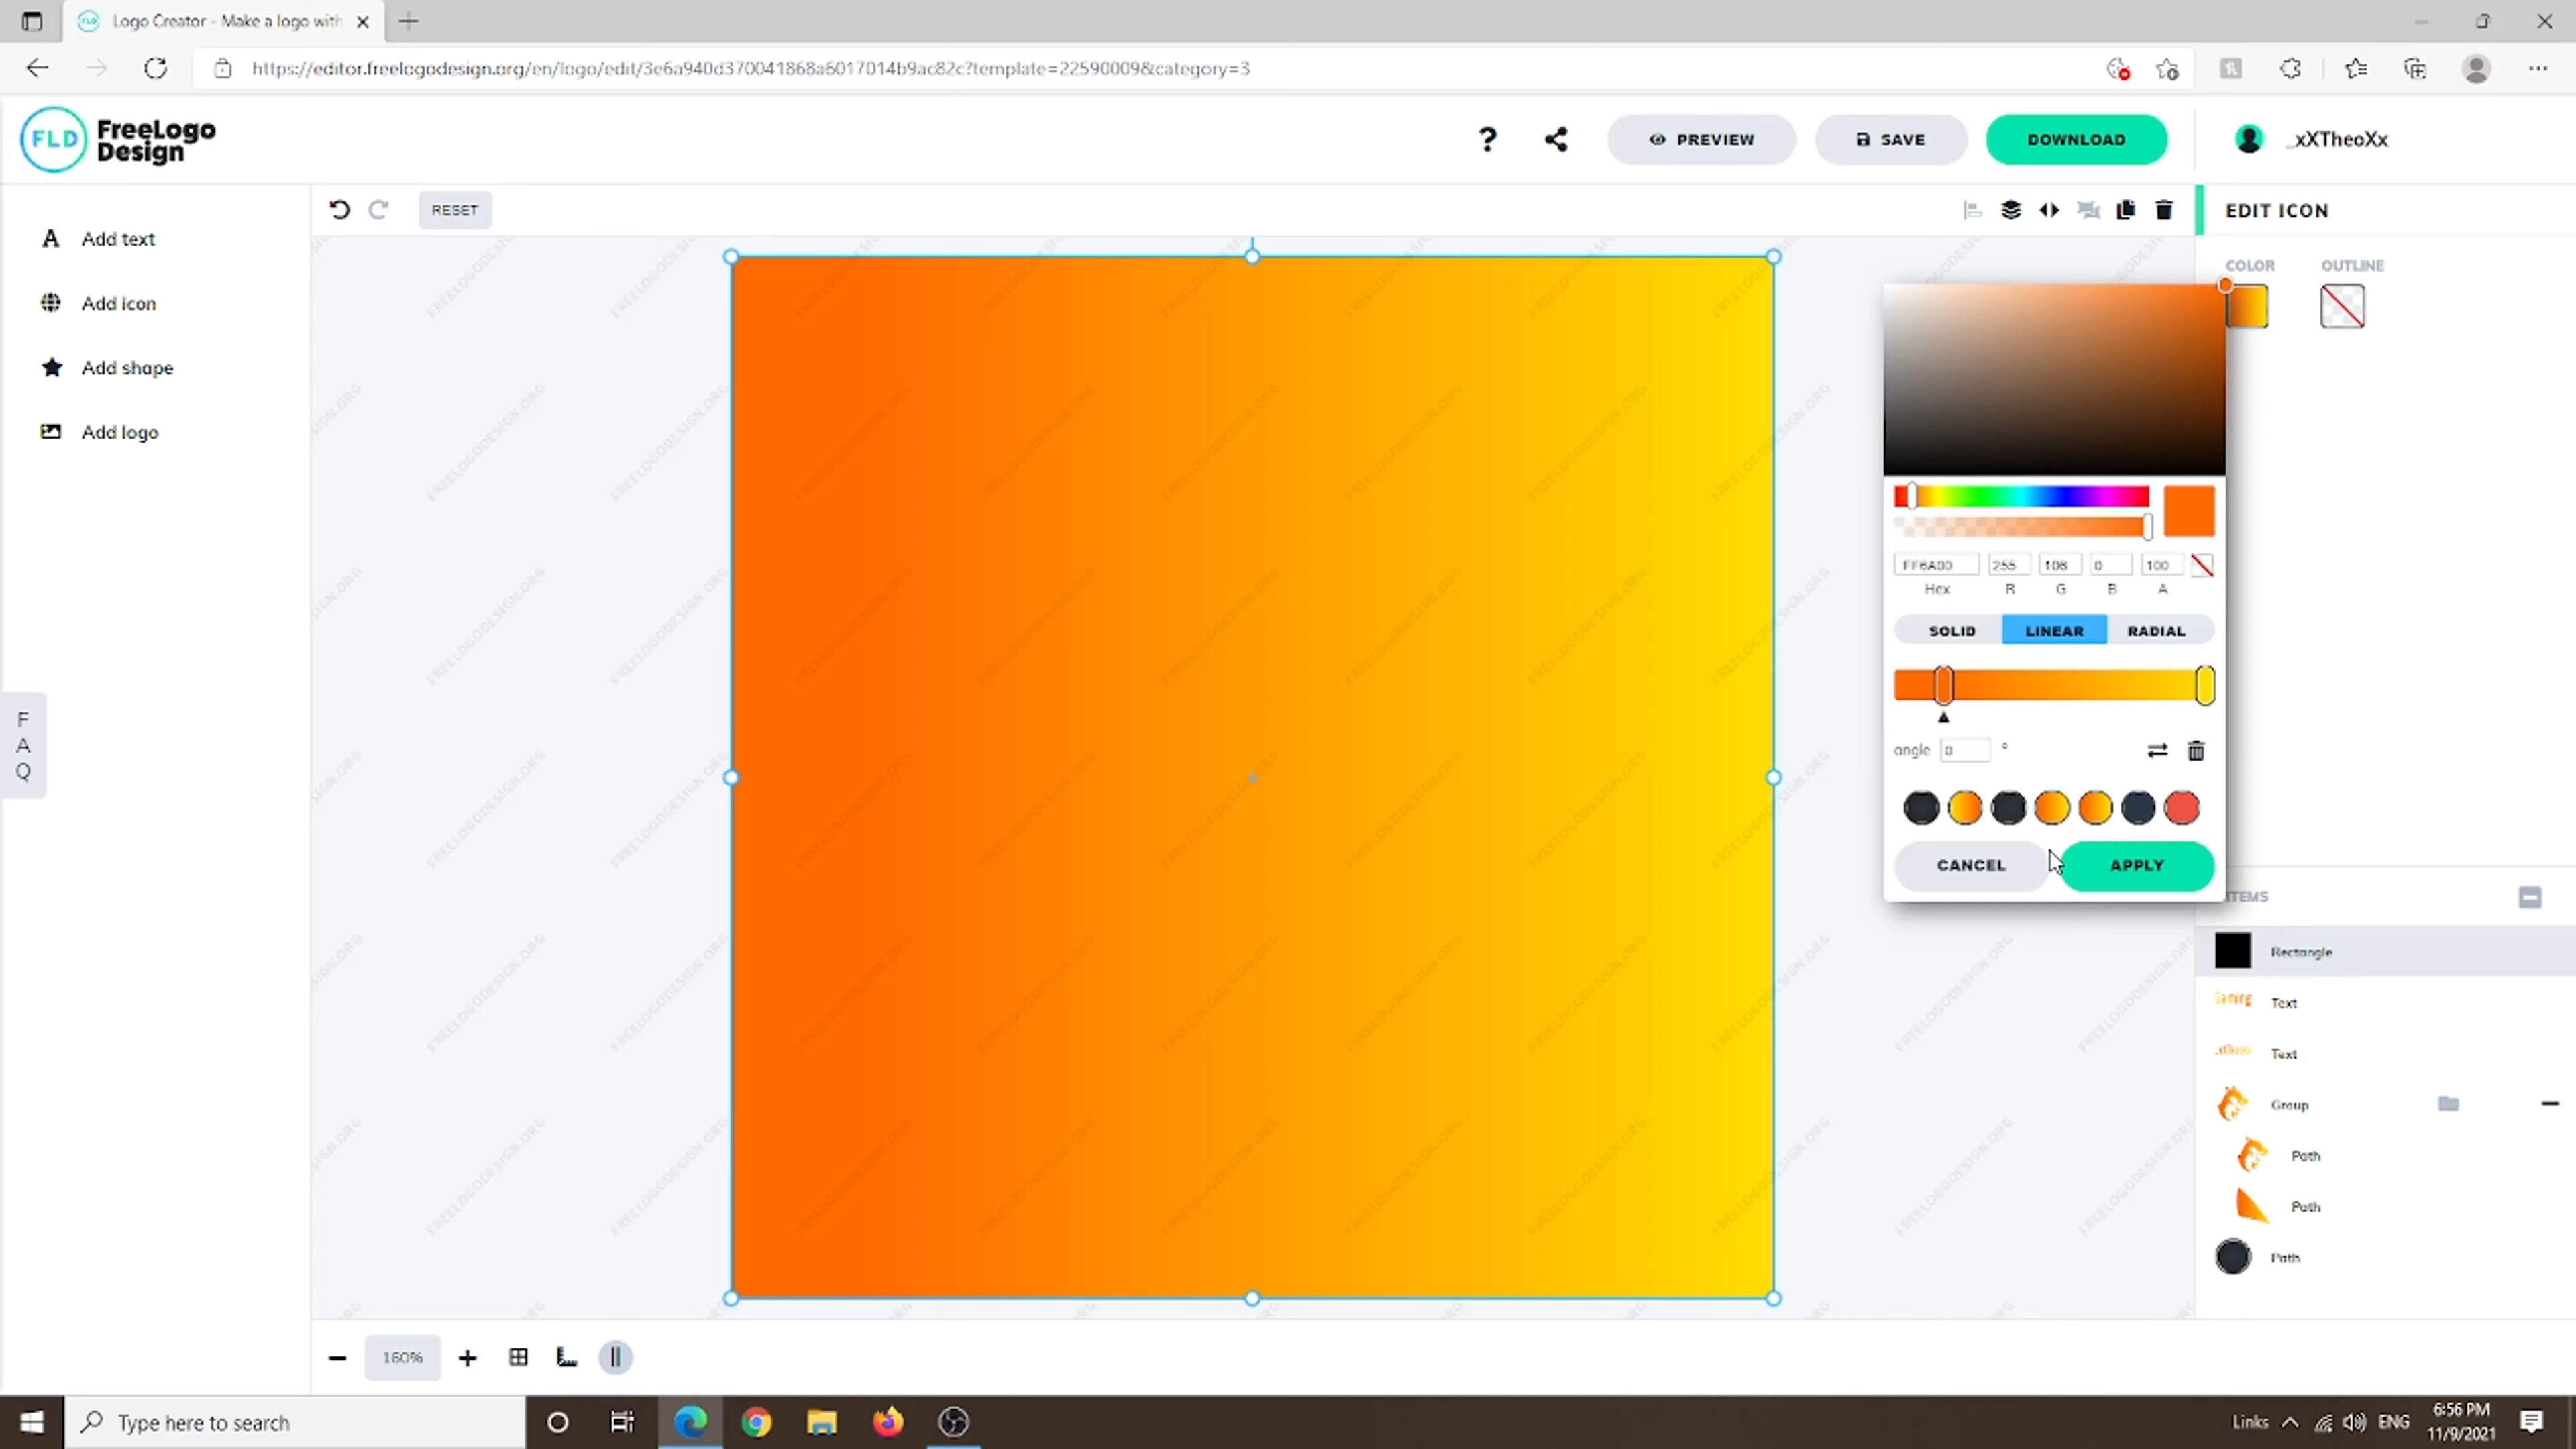 Logo Creator - Make a logo with
https://editor.freelogodesign.org/en/logo/edit/3e6a940d370041868a6017014b9ac82c?template=22590009&category=3
FLD FreeLogo Design
? PREVIEW SAVE DOWNLOAD _xXTheoXx
RESET
EDIT ICON
Add text
Add icon
Add shape
Add logo
COLOR OUTLINE
FF6A00 255 106 0 100
Hex R G B A
SOLID LINEAR RADIAL
angle 0 °
CANCEL APPLY
F
A
Q
ITEMS
Rectangle
Text
Text
Group
Path
Path
Path
FREELOGODESIGN.ORG
160%
Type here to search
Links ENG
6:56 PM
11/9/2021